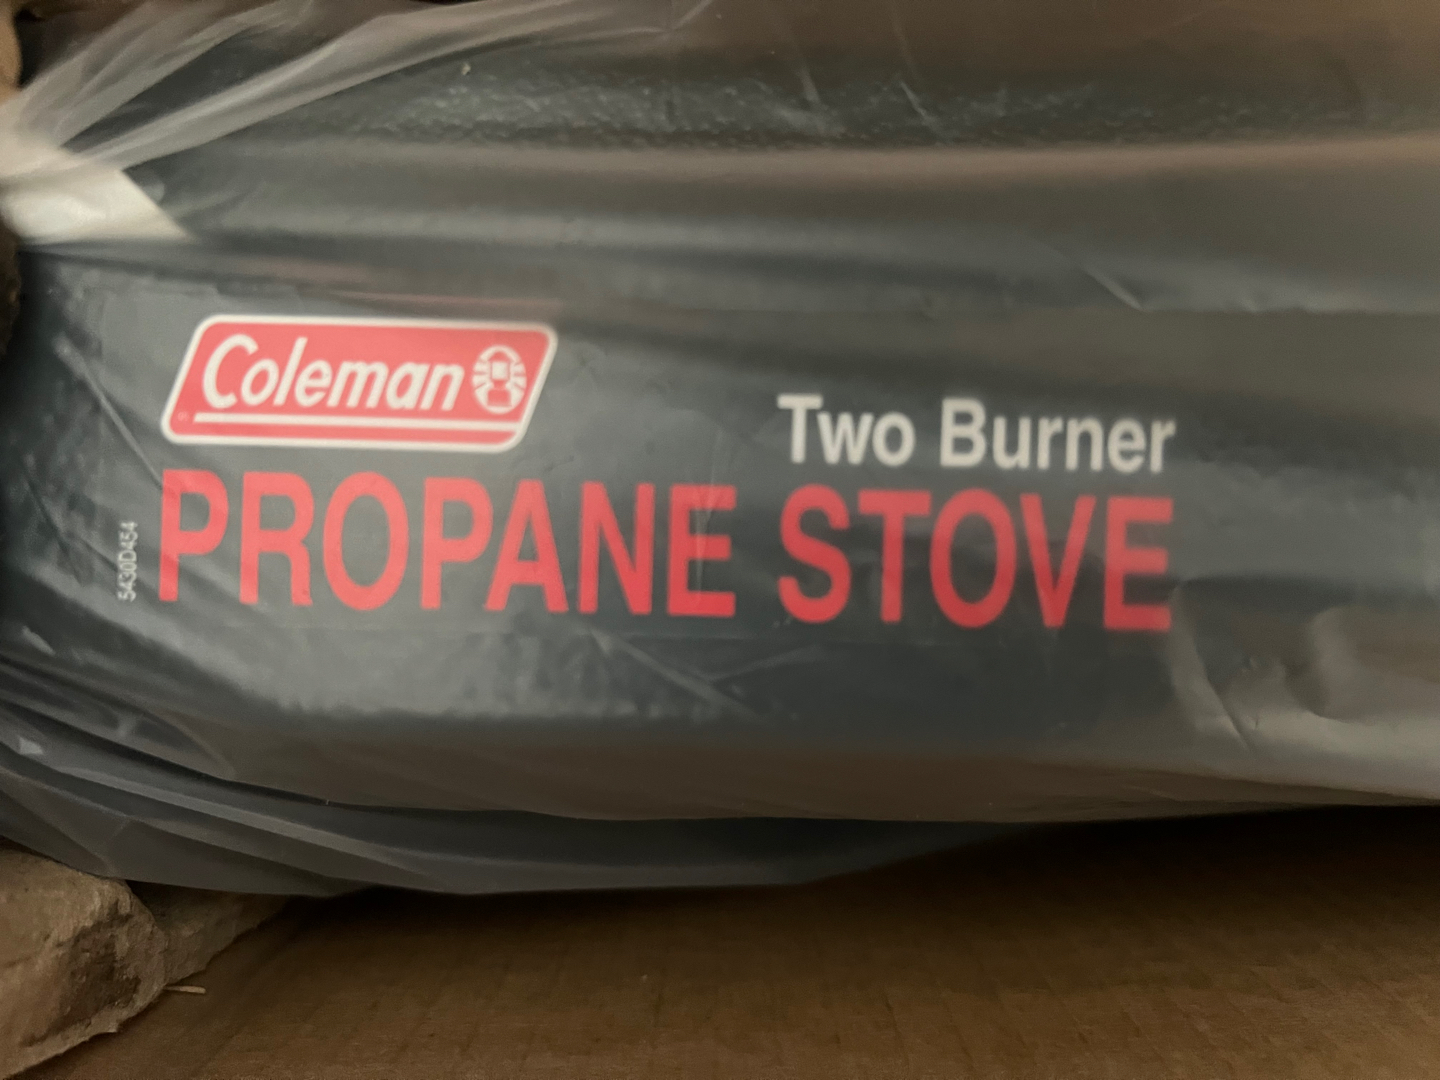 Coleman
Two Burner
PROPANE STOVE
5430D454